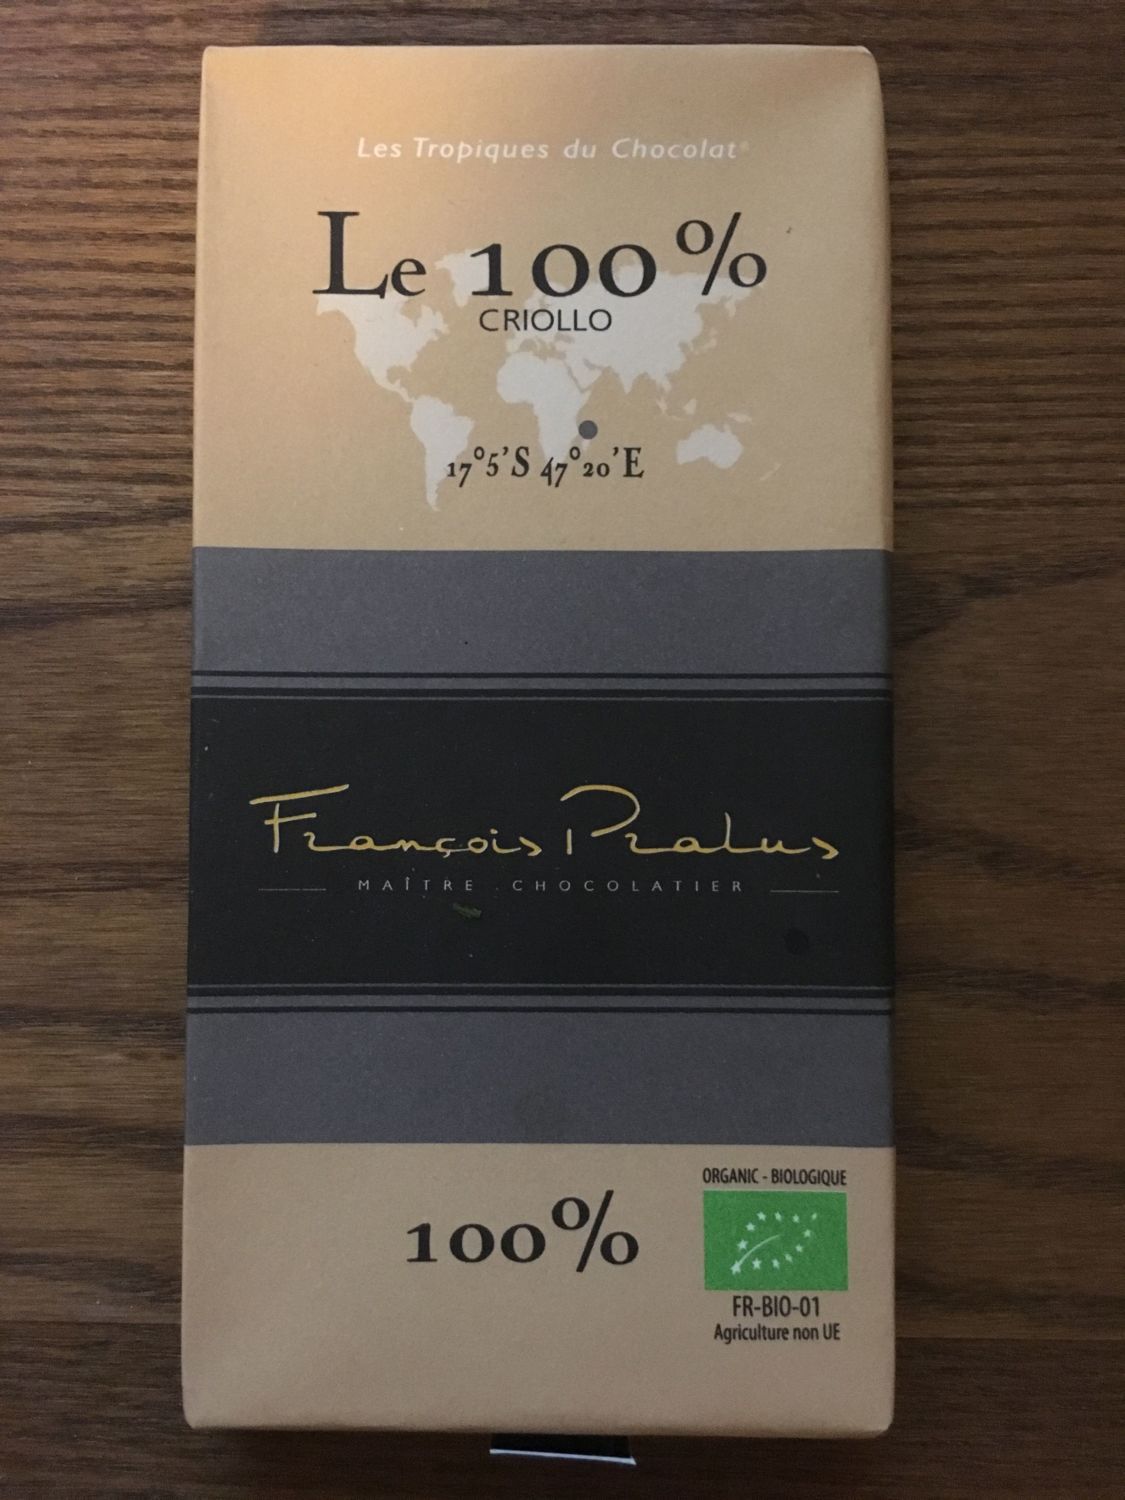 Les Tropiques du Chocolat®
Le 100%
CRIOLLO
17°5'S 47°20'E
François Pralus
MAÎTRE CHOCOLATIER
100%
ORGANIC - BIOLOGIQUE
FR-BIO-01
Agriculture non UE